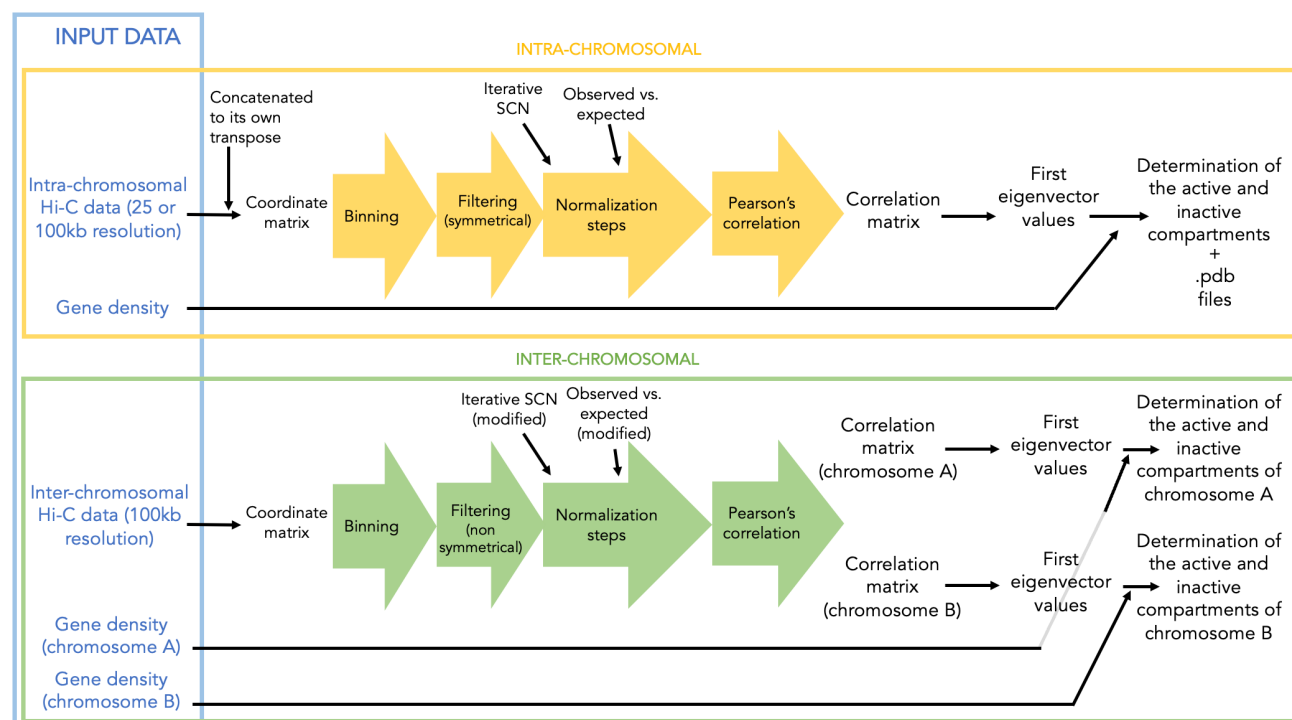 INPUT DATA
INTRA-CHROMOSOMAL
Concatenated
to its own
transpose
Iterative
SCN
Observed vs.
expected
Intra-chromosomal
Hi-C data (25 or
100kb resolution)
Coordinate
matrix
Binning
Filtering
(symmetrical)
Normalization
steps
Pearson's
correlation
Correlation
matrix
First
eigenvector
values
Determination of
the active and
inactive
compartments
+
.pdb
files
Gene density
INTER-CHROMOSOMAL
Iterative SCN
(modified)
Observed vs.
expected
(modified)
Inter-chromosomal
Hi-C data (100kb
resolution)
Coordinate
matrix
Binning
Filtering
(non
symmetrical)
Normalization
steps
Pearson's
correlation
Correlation
matrix
(chromosome A)
First
eigenvector
values
Determination of
the active and
inactive
compartments of
chromosome A
Correlation
matrix
(chromosome B)
First
eigenvector
values
Determination of
the active and
inactive
compartments of
chromosome B
Gene density
(chromosome A)
Gene density
(chromosome B)